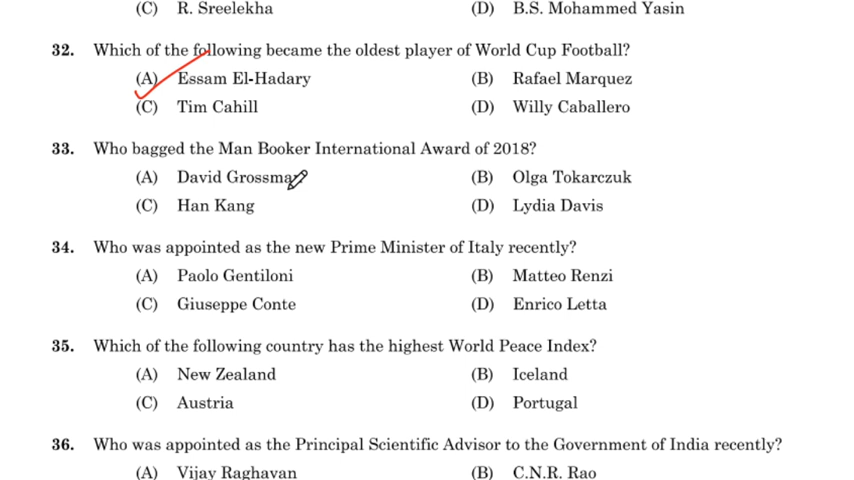 (C) R. Sreelekha (D) B.S. Mohammed Yasin
32. Which of the following became the oldest player of World Cup Football?
(A) Essam El-Hadary (B) Rafael Marquez
(C) Tim Cahill (D) Willy Caballero
33. Who bagged the Man Booker International Award of 2018?
(A) David Grossman (B) Olga Tokarczuk
(C) Han Kang (D) Lydia Davis
34. Who was appointed as the new Prime Minister of Italy recently?
(A) Paolo Gentiloni (B) Matteo Renzi
(C) Giuseppe Conte (D) Enrico Letta
35. Which of the following country has the highest World Peace Index?
(A) New Zealand (B) Iceland
(C) Austria (D) Portugal
36. Who was appointed as the Principal Scientific Advisor to the Government of India recently?
(A) Vijay Raghavan (B) C.N.R. Rao